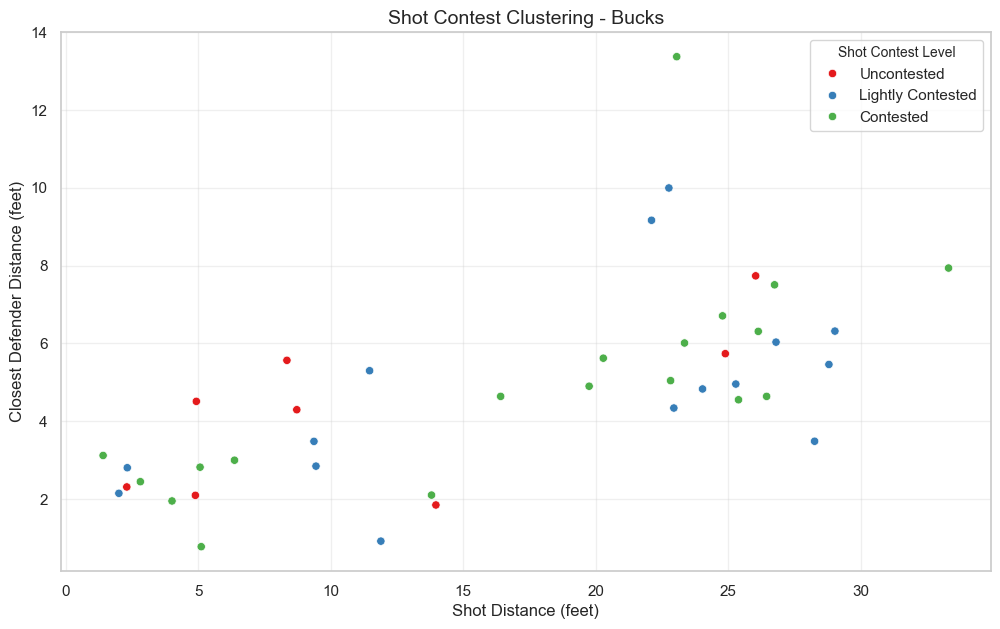 Shot Contest Clustering - Bucks
Shot Contest Level
Uncontested
Lightly Contested
Contested
Closest Defender Distance (feet)
14
12
10
8
6
4
2
0
5
10
15
20
25
30
Shot Distance (feet)